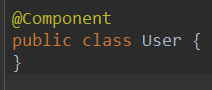 @Component
public class User {
}